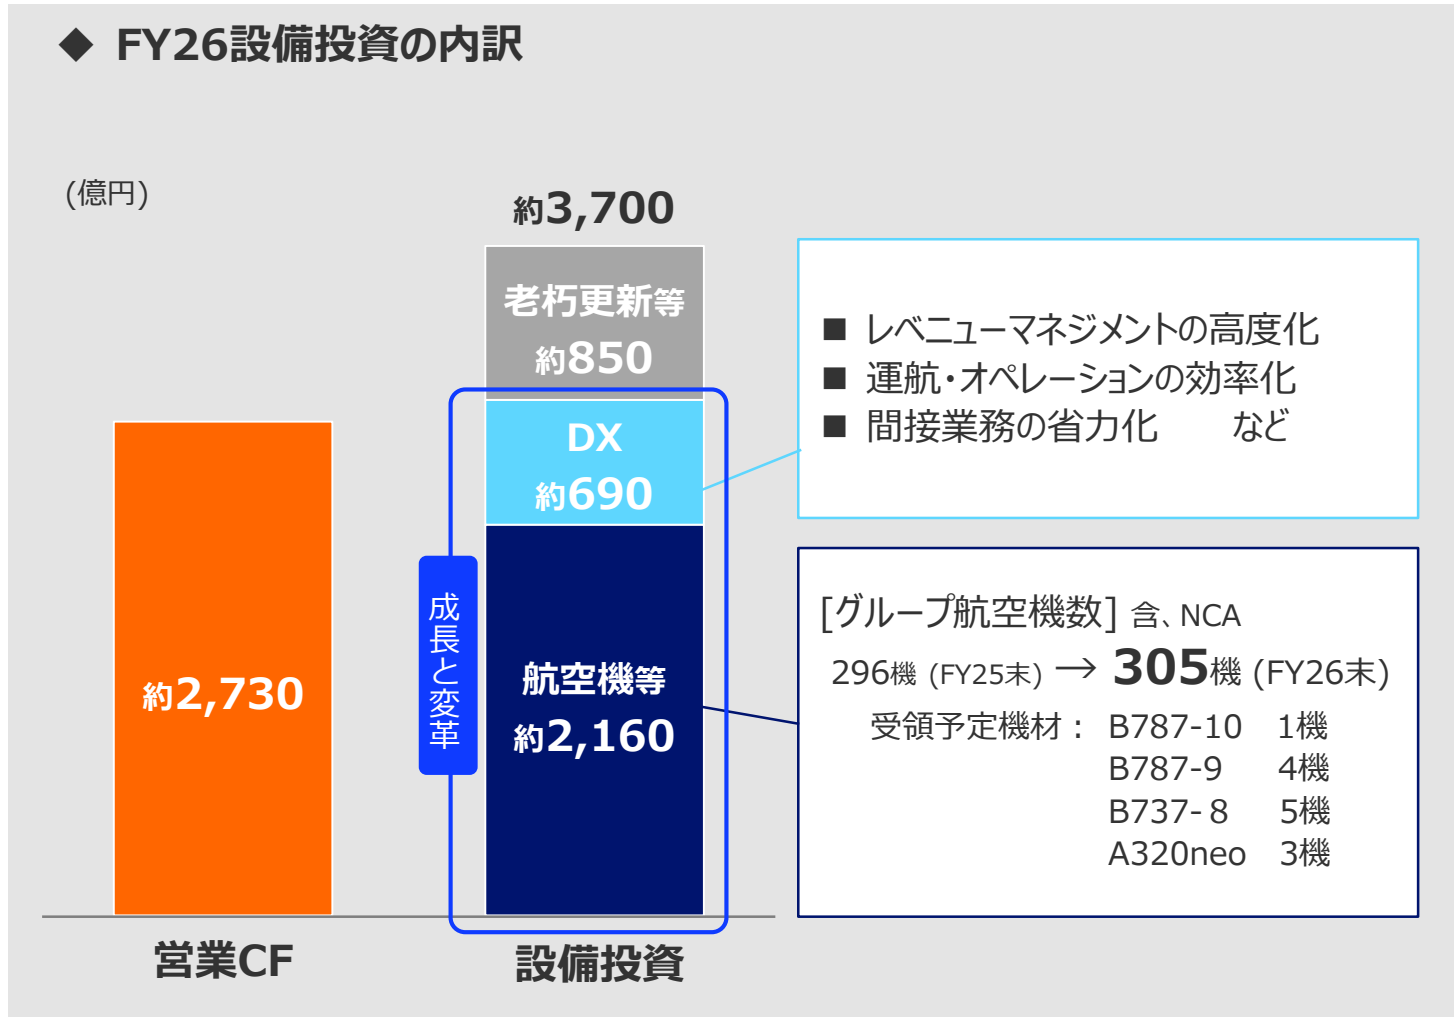 ◆ FY26設備投資の内訳
(億円)
約3,700
老朽更新等
約850
DX
約690
航空機等
約2,160
成長と変革
約2,730
営業CF
設備投資
■ レベニューマネジメントの高度化
■ 運航・オペレーションの効率化
■ 間接業務の省力化　　など
[グループ航空機数] 含、NCA
296機 (FY25末) → 305機 (FY26末)
受領予定機材： B787-10 1機
B787-9 4機
B737-８ 5機
A320neo 3機